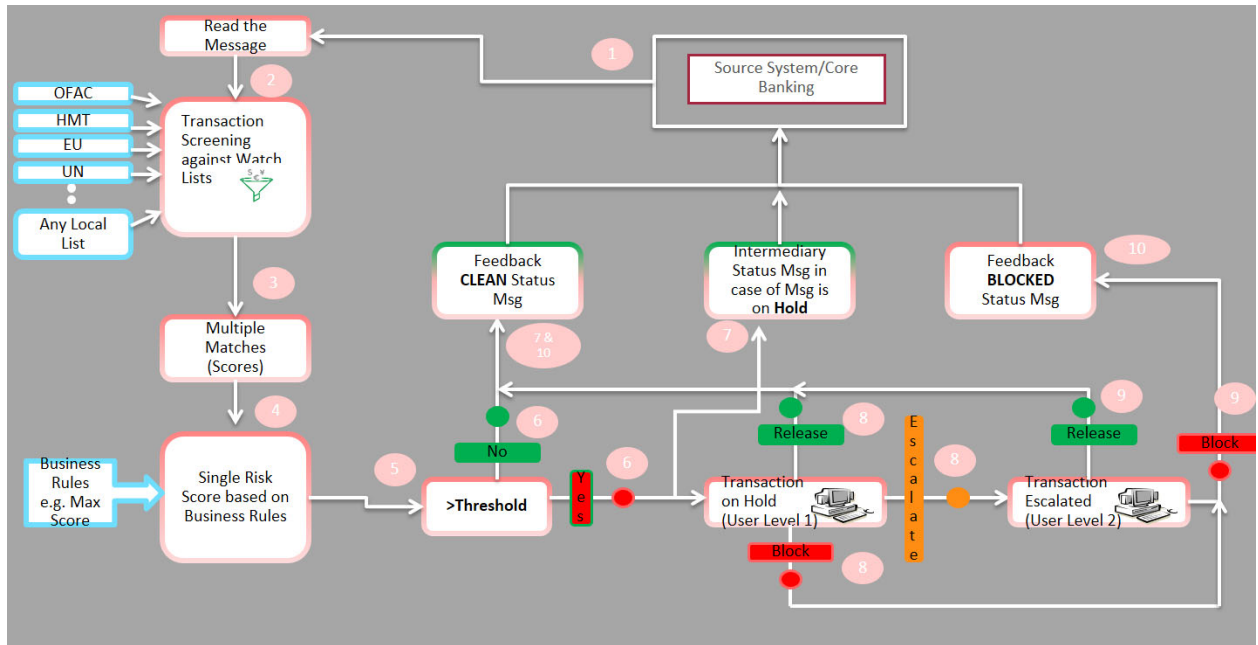 Read the
Message
1
Source System/Core
Banking
2
OFAC
HMT
EU
UN
Any Local
List
Transaction
Screening
against Watch
Lists
3
Feedback
CLEAN Status
Msg
Intermediary
Status Msg in
case of Msg is
on Hold
Feedback
BLOCKED
Status Msg
10
Multiple
Matches
(Scores)
7 &
10
7
4
6
8
9
9
No
Release
Release
Block
Business
Rules
e.g. Max
Score
Single Risk
Score based on
Business Rules
5
>Threshold
Yes
6
Transaction
on Hold
(User Level 1)
Escalate
8
Transaction
Escalated
(User Level 2)
Block
8